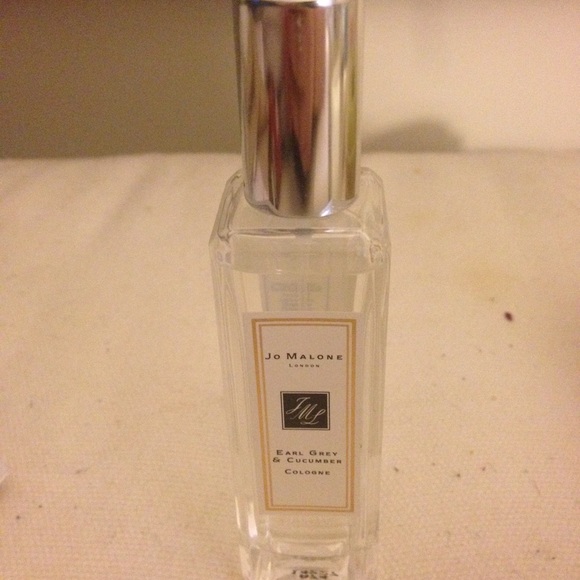 Jo Malone
London
JML
Earl Grey
& Cucumber
Cologne